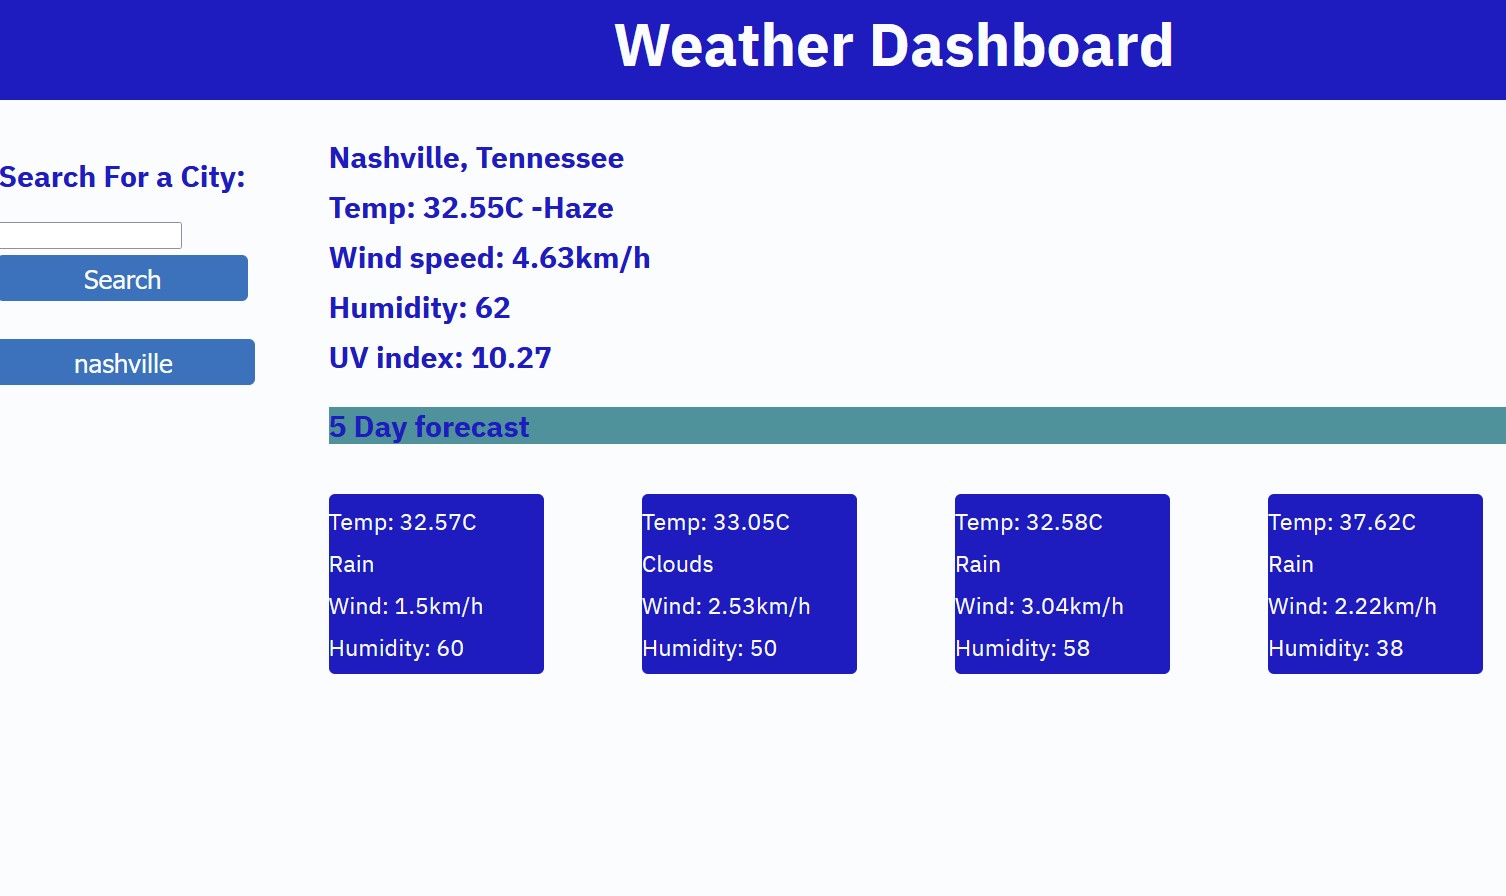 Weather Dashboard
Search For a City:
Search
nashville
Nashville, Tennessee
Temp: 32.55C -Haze
Wind speed: 4.63km/h
Humidity: 62
UV index: 10.27
5 Day forecast
Temp: 32.57C
Rain
Wind: 1.5km/h
Humidity: 60
Temp: 33.05C
Clouds
Wind: 2.53km/h
Humidity: 50
Temp: 32.58C
Rain
Wind: 3.04km/h
Humidity: 58
Temp: 37.62C
Rain
Wind: 2.22km/h
Humidity: 38